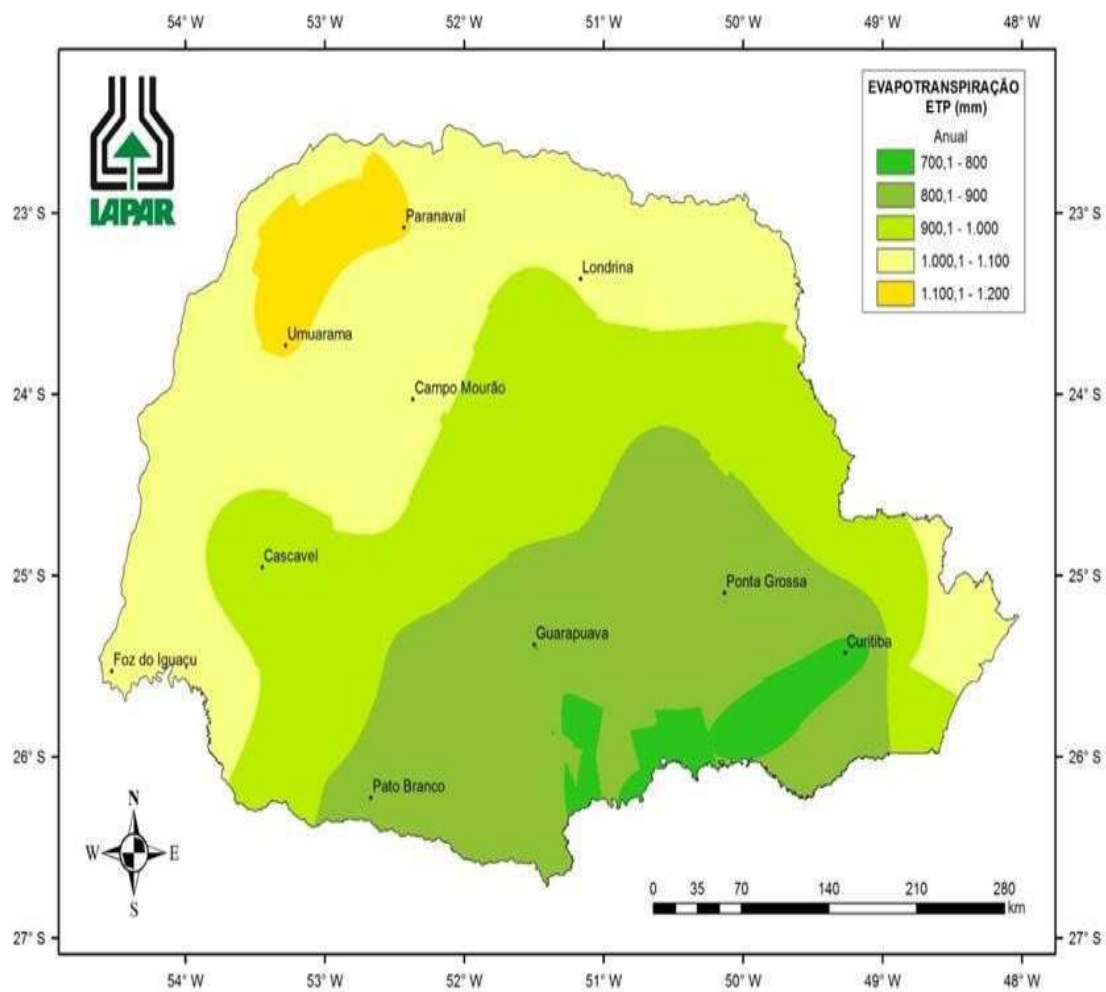 54° W 53° W 52° W 51° W 50° W 49° W 48° W
IAPAR
EVAPOTRANSPIRAÇÃO
ETP (mm)
Anual
700,1 - 800
800,1 - 900
900,1 - 1.000
1.000,1 - 1.100
1.100,1 - 1.200
23° S 23° S
Paranavaí
Londrina
Umuarama
24° S 24° S
Campo Mourão
Cascavel
25° S 25° S
Ponta Grossa
Guarapuava
Curitiba
Foz do Iguaçu
26° S 26° S
Pato Branco
N
W E
S
0 35 70 140 210 280
km
27° S 27° S
54° W 53° W 52° W 51° W 50° W 49° W 48° W